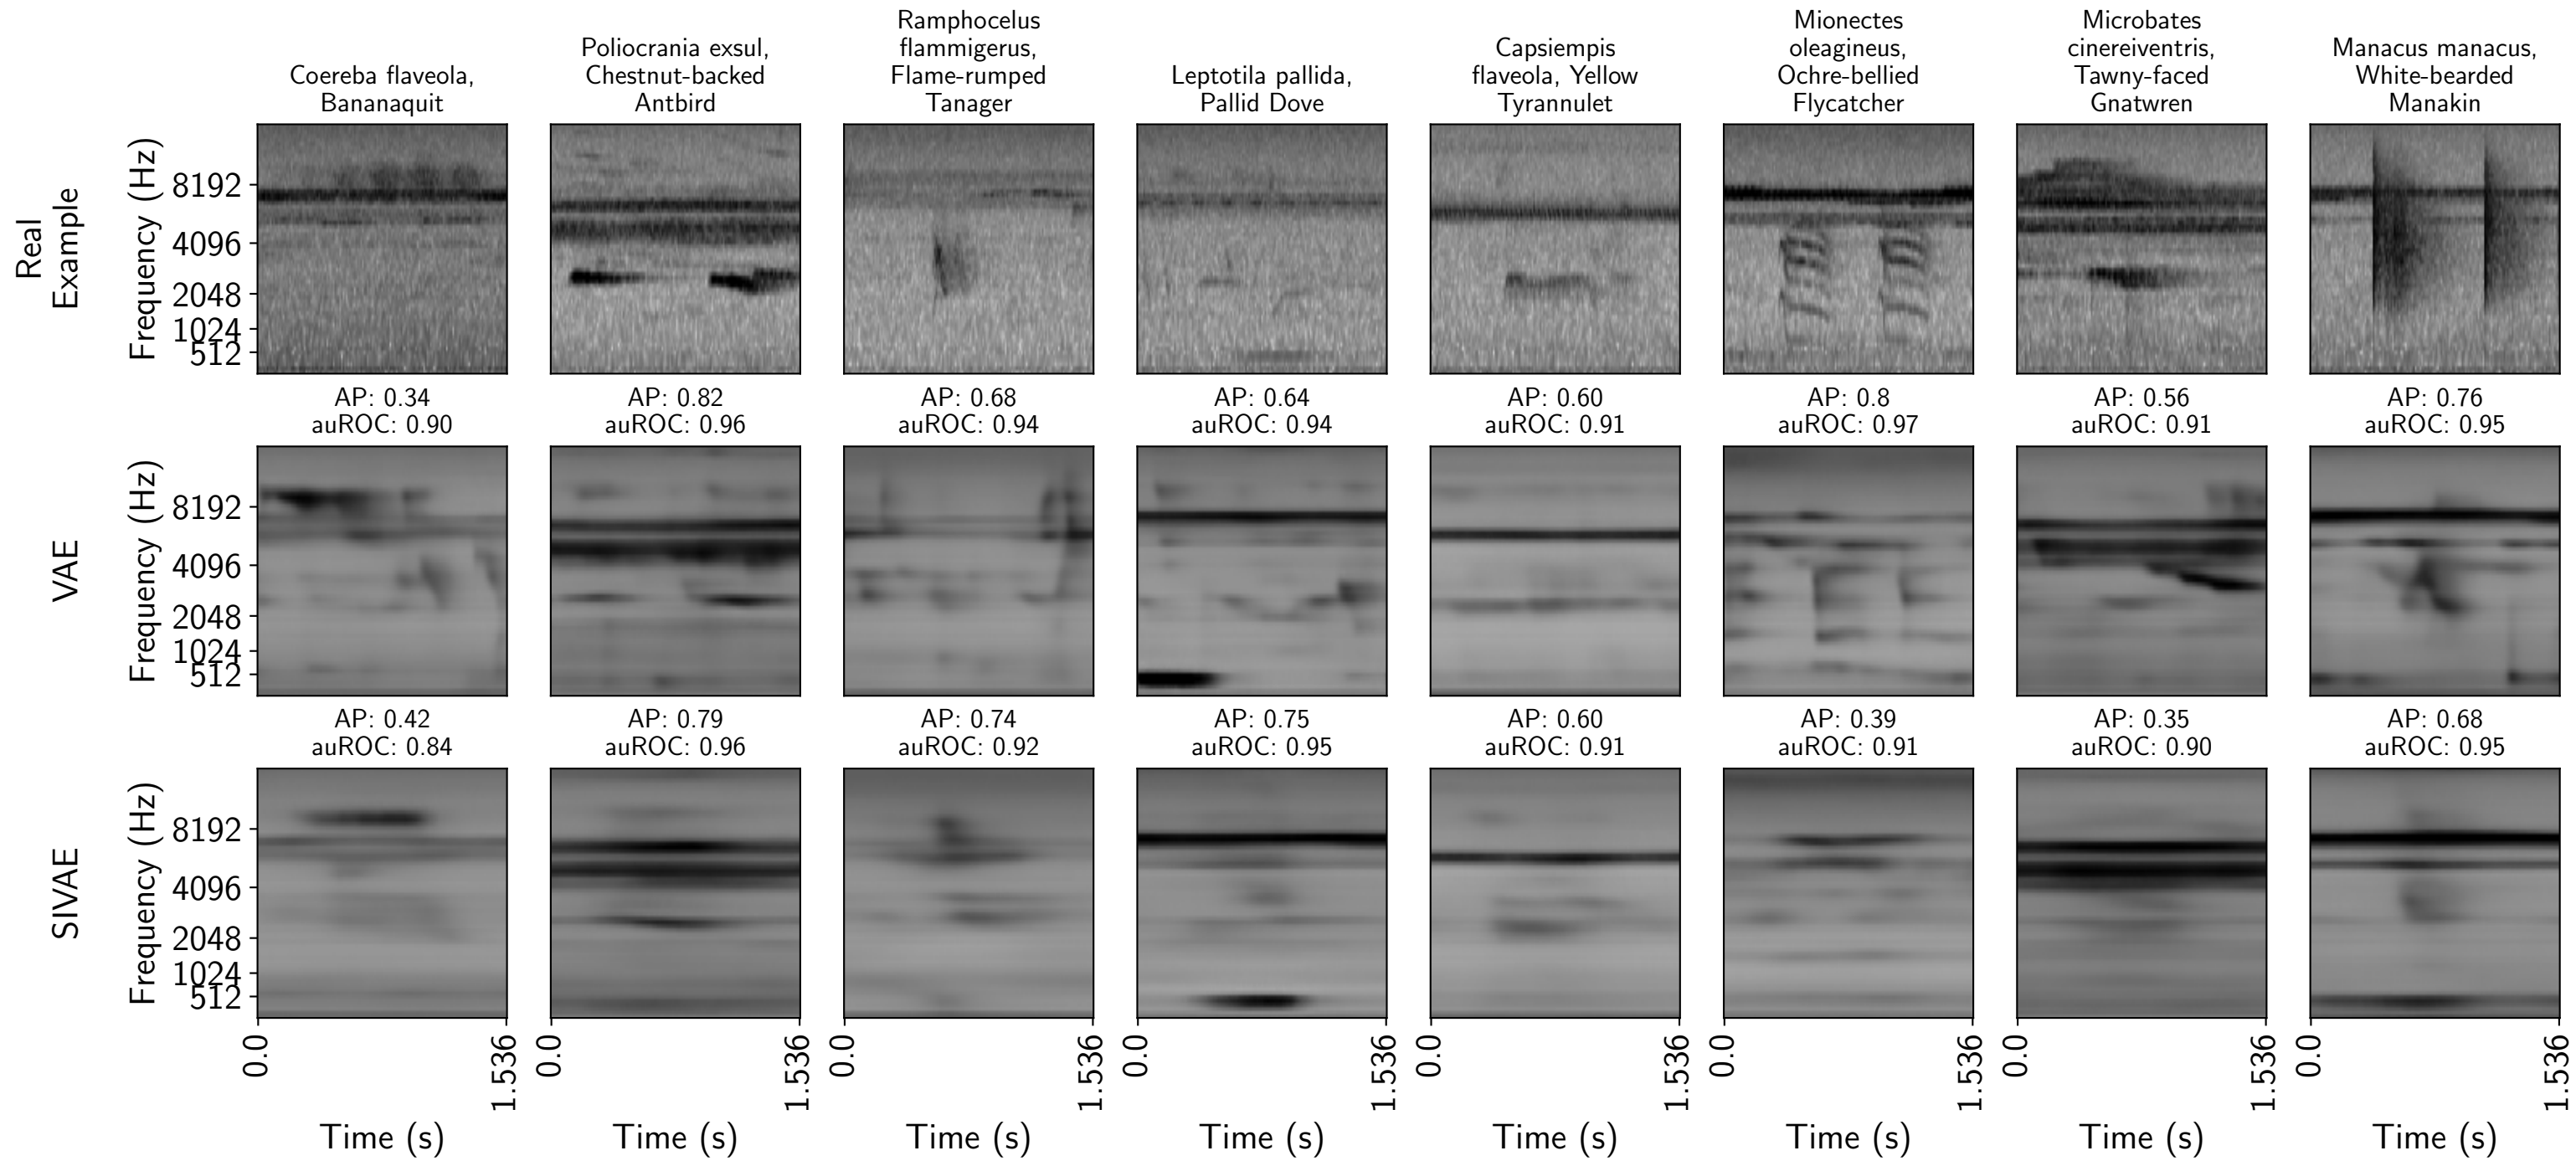 Coereba flaveola,
Bananaquit
Poliocrania exsul,
Chestnut-backed
Antbird
Ramphocelus
flammigerus,
Flame-rumped
Tanager
Leptotila pallida,
Pallid Dove
Capsiempis
flaveola, Yellow
Tyrannulet
Mionectes
oleagineus,
Ochre-bellied
Flycatcher
Microbates
cinereiventris,
Tawny-faced
Gnatwren
Manacus manacus,
White-bearded
Manakin
Real
Example
Frequency (Hz)
8192
4096
2048
1024
512
AP: 0.34
auROC: 0.90
AP: 0.82
auROC: 0.96
AP: 0.68
auROC: 0.94
AP: 0.64
auROC: 0.94
AP: 0.60
auROC: 0.91
AP: 0.8
auROC: 0.97
AP: 0.56
auROC: 0.91
AP: 0.76
auROC: 0.95
VAE
Frequency (Hz)
8192
4096
2048
1024
512
AP: 0.42
auROC: 0.84
AP: 0.79
auROC: 0.96
AP: 0.74
auROC: 0.92
AP: 0.75
auROC: 0.95
AP: 0.60
auROC: 0.91
AP: 0.39
auROC: 0.91
AP: 0.35
auROC: 0.90
AP: 0.68
auROC: 0.95
SIVAE
Frequency (Hz)
8192
4096
2048
1024
512
0.0
1.536
0.0
1.536
0.0
1.536
0.0
1.536
0.0
1.536
0.0
1.536
0.0
1.536
0.0
1.536
Time (s)
Time (s)
Time (s)
Time (s)
Time (s)
Time (s)
Time (s)
Time (s)